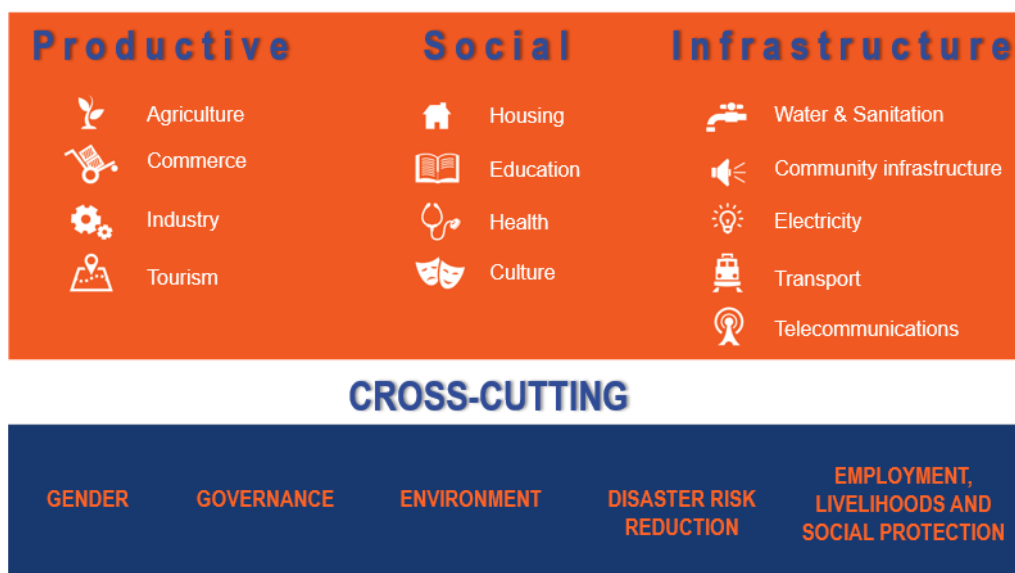 Productive
Agriculture
Commerce
Industry
Tourism
Social
Housing
Education
Health
Culture
Infrastructure
Water & Sanitation
Community infrastructure
Electricity
Transport
Telecommunications
CROSS-CUTTING
GENDER
GOVERNANCE
ENVIRONMENT
DISASTER RISK
REDUCTION
EMPLOYMENT,
LIVELIHOODS AND
SOCIAL PROTECTION